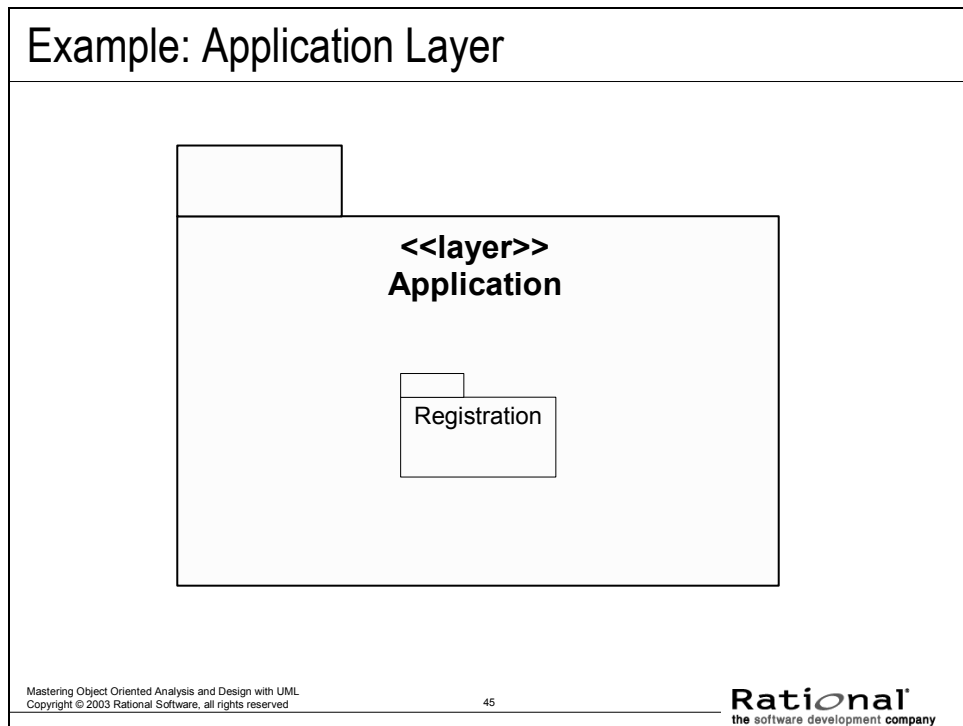 Example: Application Layer
<<layer>>
Application
Registration
Mastering Object Oriented Analysis and Design with UML
Copyright © 2003 Rational Software, all rights reserved
45
Rational
the software development company